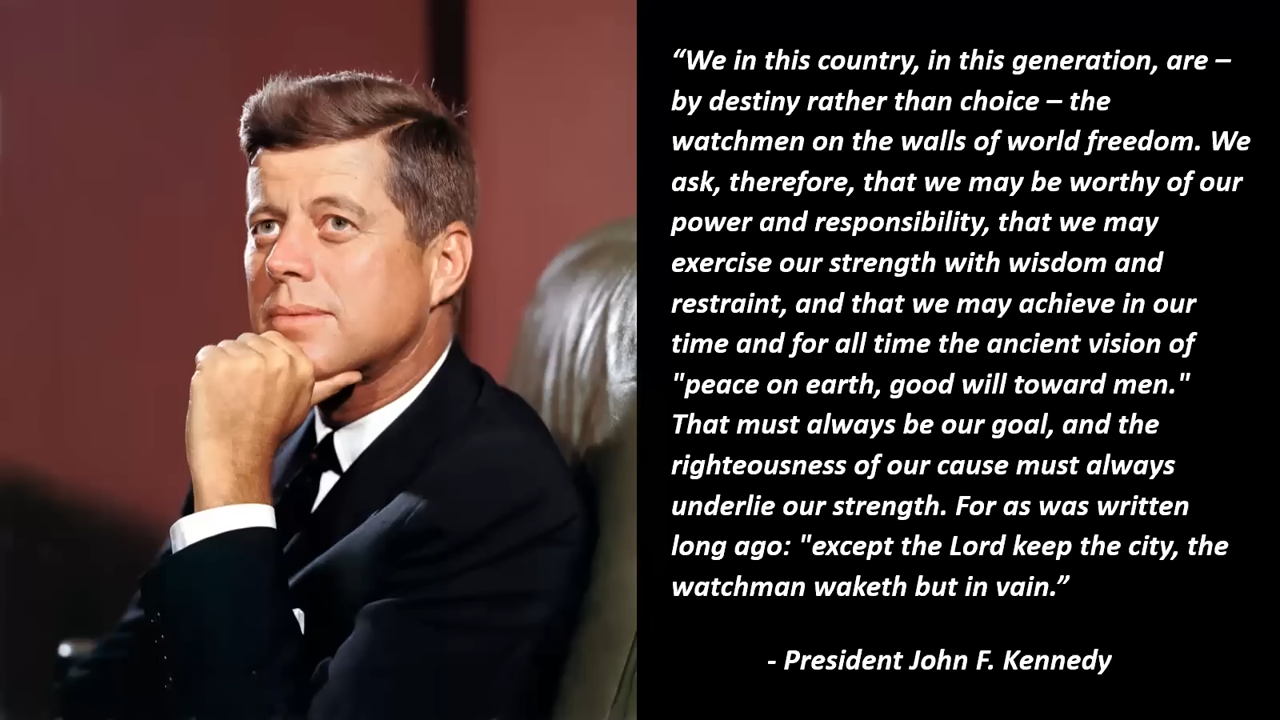 “We in this country, in this generation, are –
by destiny rather than choice – the
watchmen on the walls of world freedom. We
ask, therefore, that we may be worthy of our
power and responsibility, that we may
exercise our strength with wisdom and
restraint, and that we may achieve in our
time and for all time the ancient vision of
"peace on earth, good will toward men."
That must always be our goal, and the
righteousness of our cause must always
underlie our strength. For as was written
long ago: "except the Lord keep the city, the
watchman waketh but in vain.”
- President John F. Kennedy